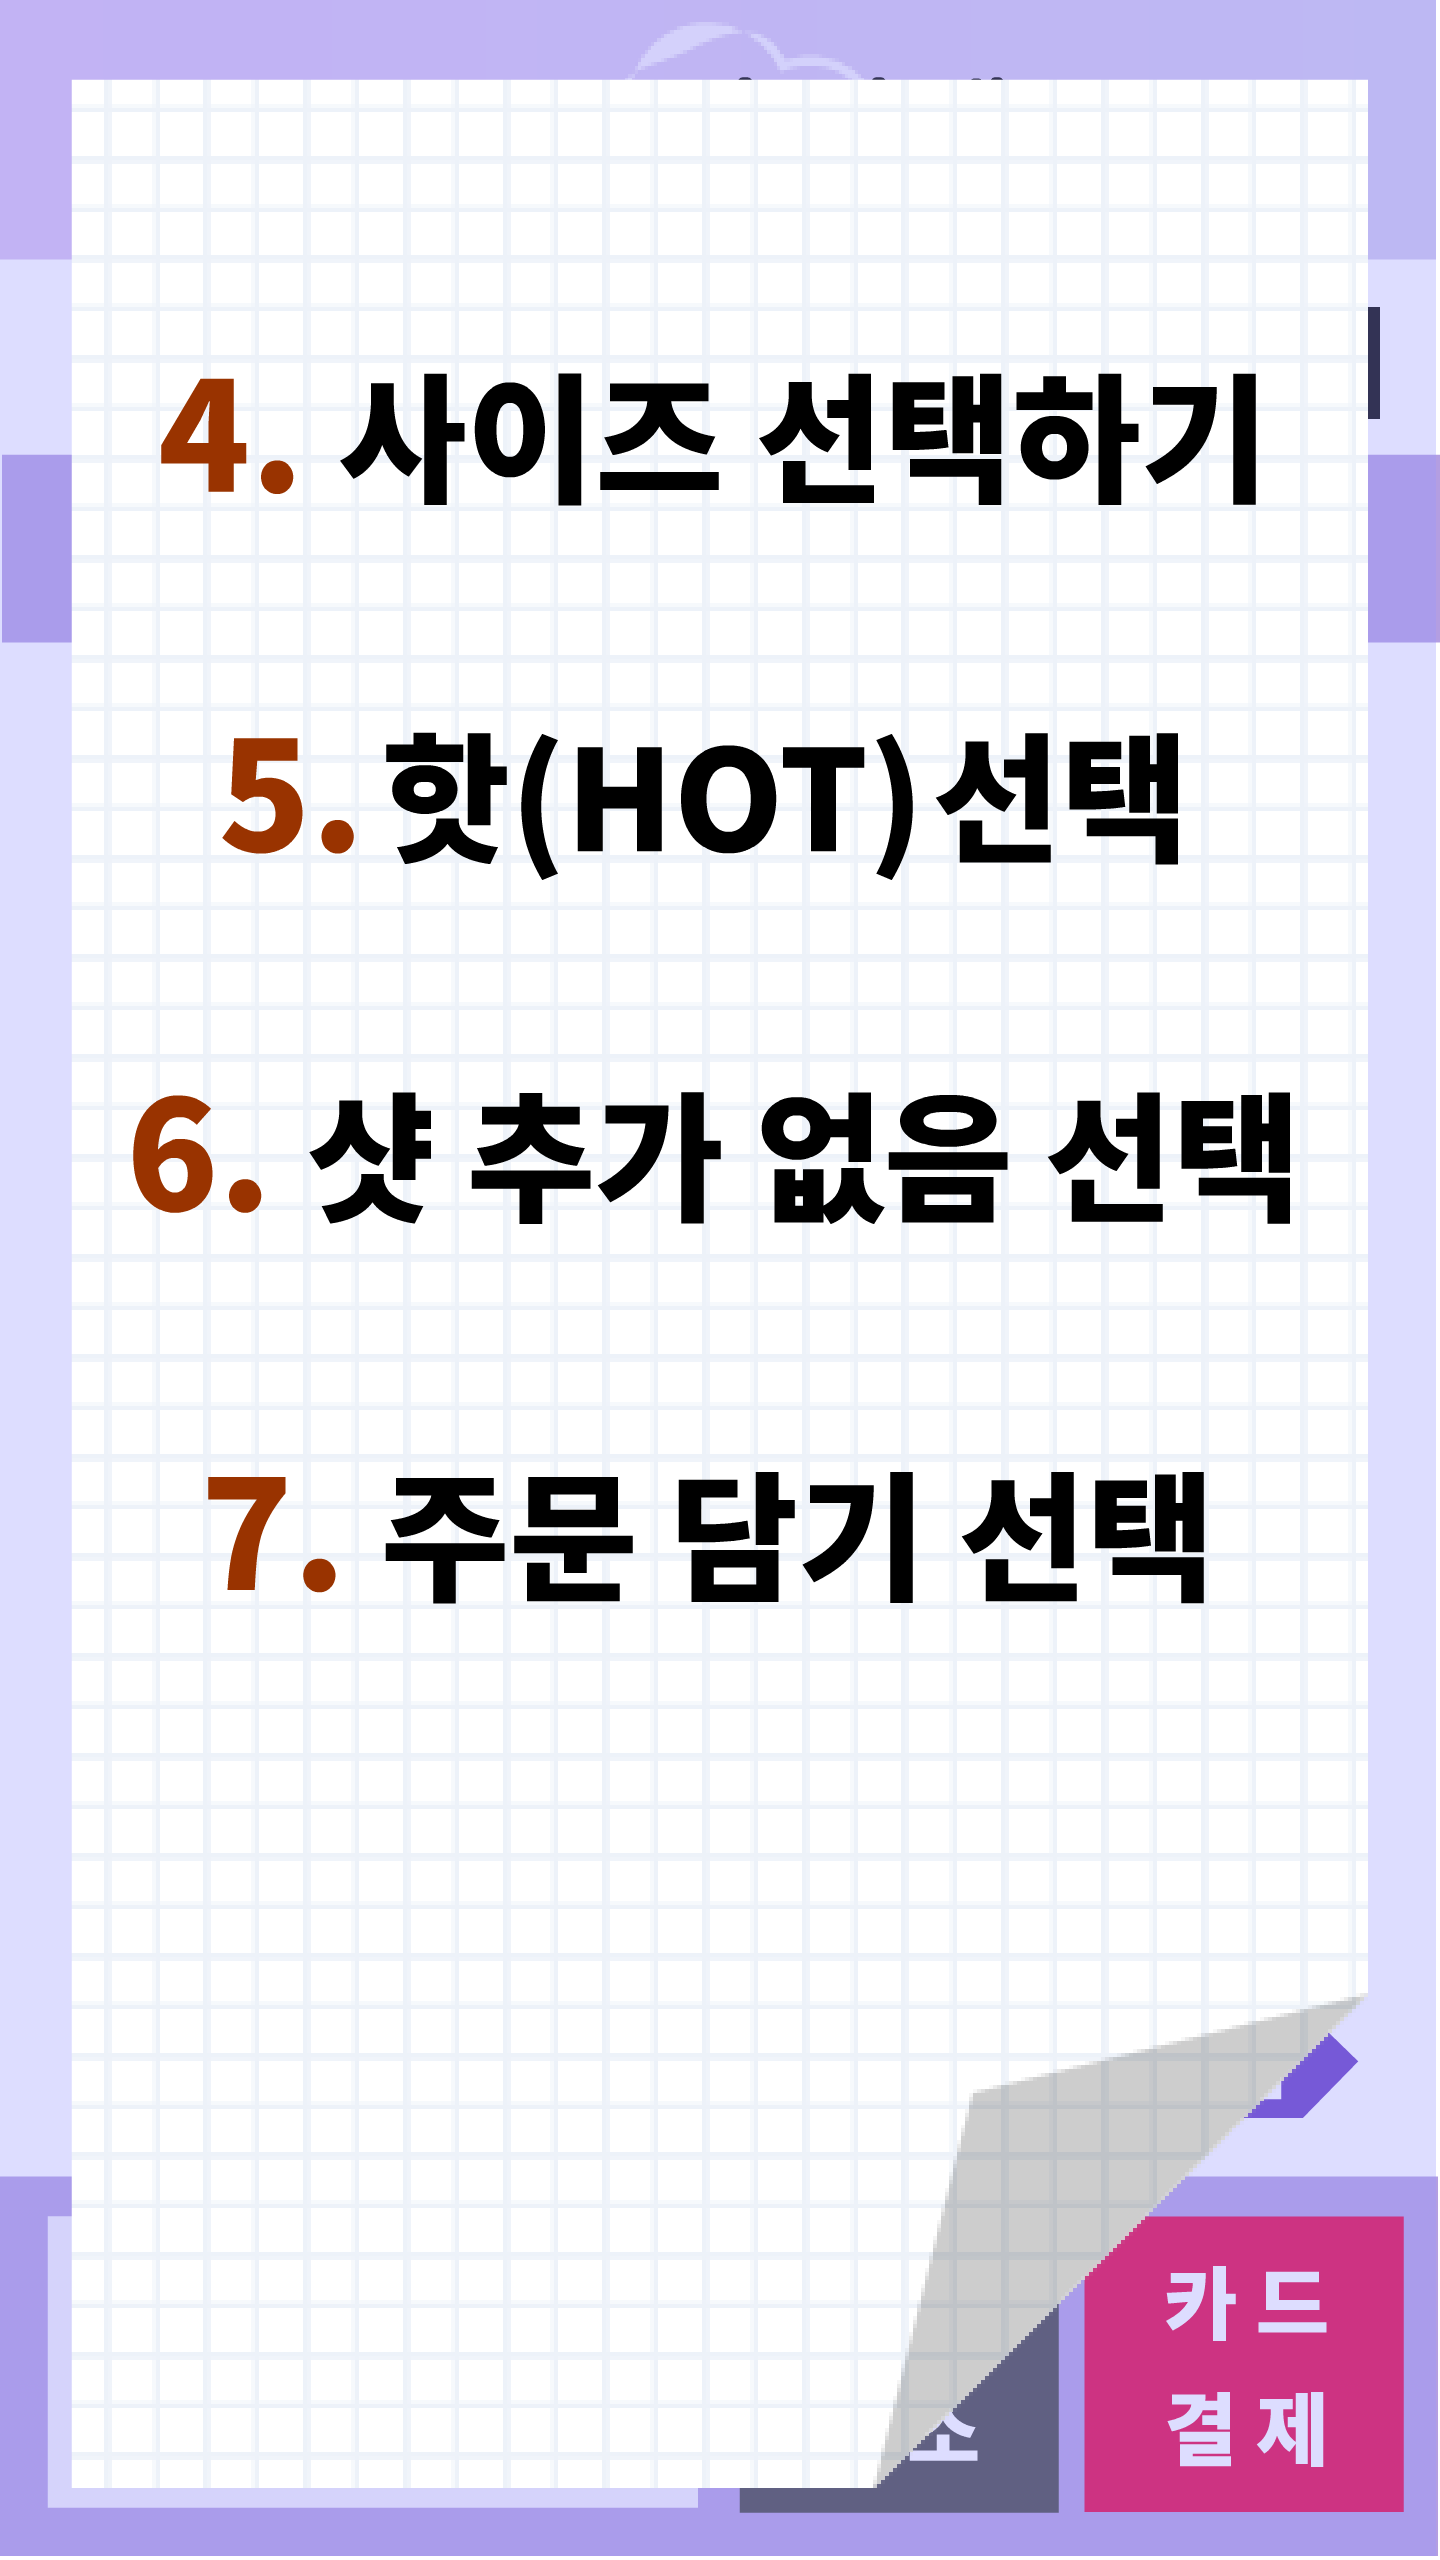 4. 사이즈 선택하기
5. 핫(HOT)선택
6. 샷 추가 없음 선택
7. 주문 담기 선택
카드
결제
소